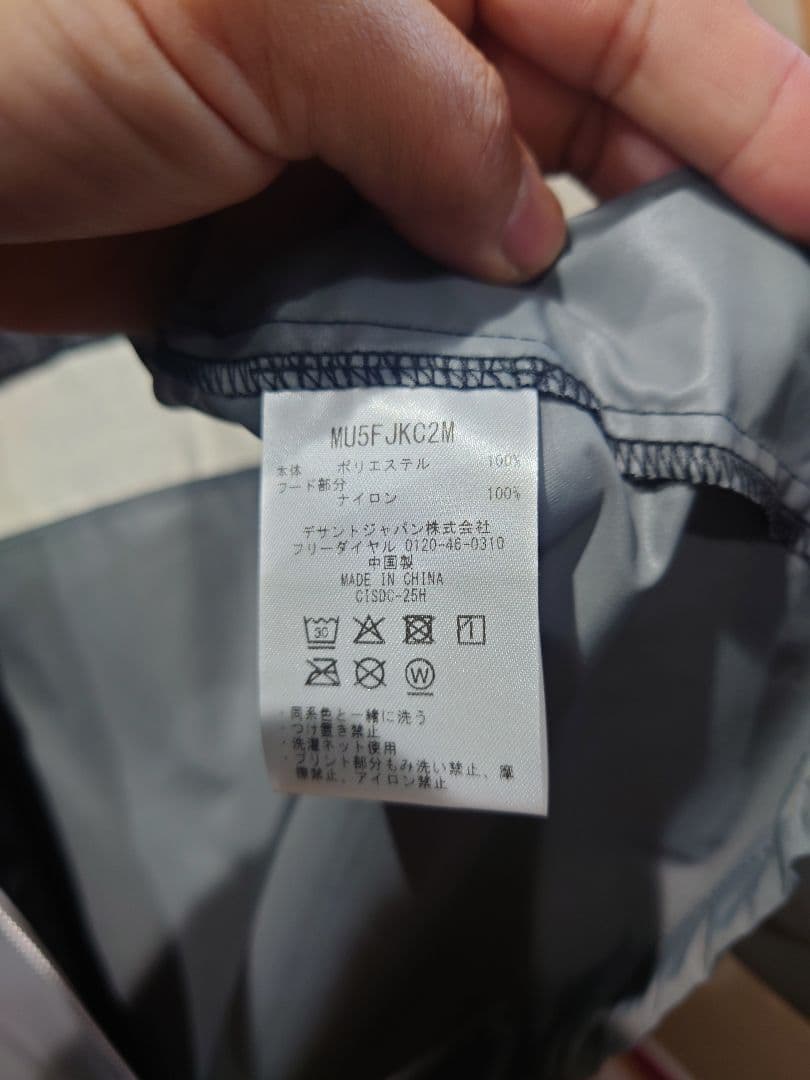 MU5FJKC2M
本体 ポリエステル 100%
フード部分
ナイロン 100%
デサントジャパン株式会社
フリーダイヤル 0120-46-0310
中国製
MADE IN CHINA
CISDC-25H
30 1
W
・同系色と一緒に洗う
・つけ置き禁止
・洗濯ネット使用
・プリント部分もみ洗い禁止、摩
擦禁止、アイロン禁止